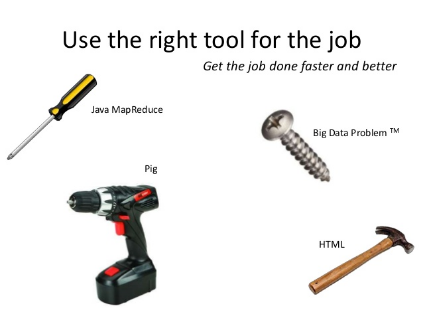 Use the right tool for the job
Get the job done faster and better
Java MapReduce
Big Data Problem TM
Pig
HTML